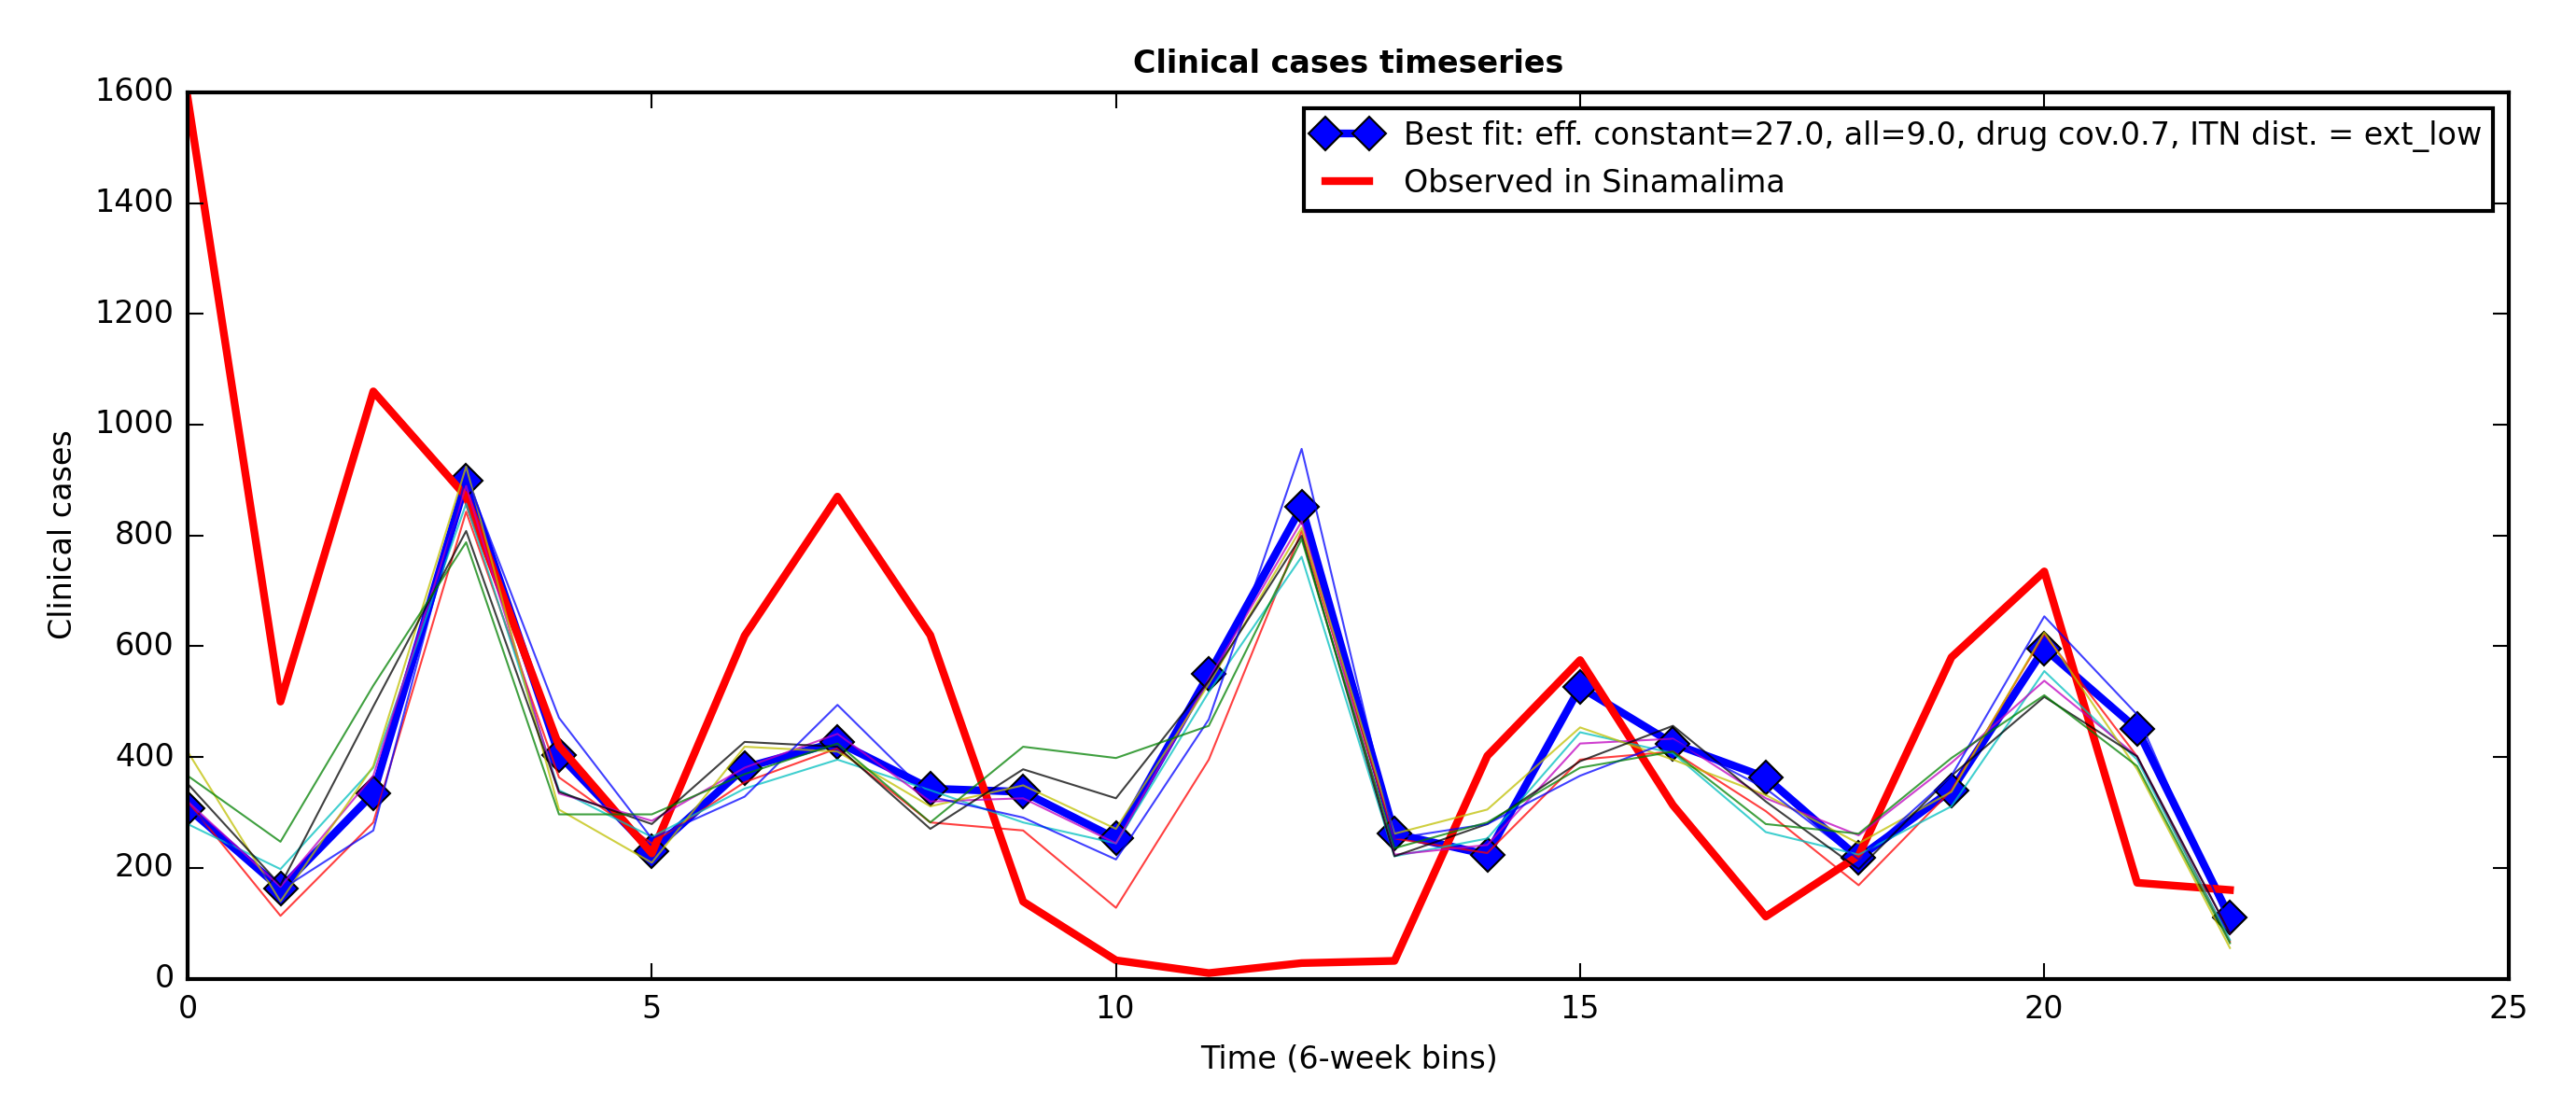 Clinical cases timeseries
1600
1400
1200
1000
800
600
400
200
0
Clinical cases
Best fit: eff. constant=27.0, all=9.0, drug cov.0.7, ITN dist. = ext_low
Observed in Sinamalima
0 5 10 15 20 25
Time (6-week bins)